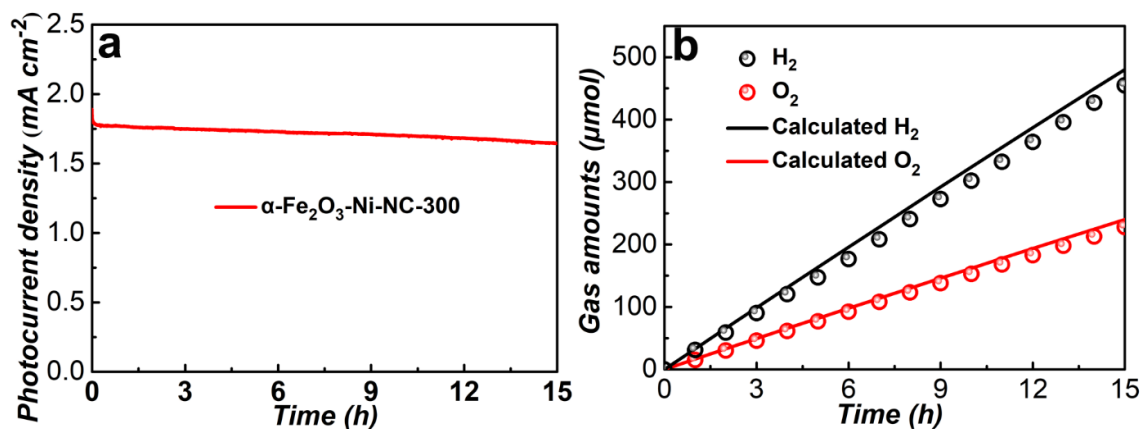 a
Photocurrent density (mA cm⁻²)
2.5
2.0
1.5
1.0
0.5
0.0
α-Fe₂O₃-Ni-NC-300
0 3 6 9 12 15
Time (h)
b
Gas amounts (μmol)
500
400
300
200
100
0
H₂
O₂
Calculated H₂
Calculated O₂
0 3 6 9 12 15
Time (h)